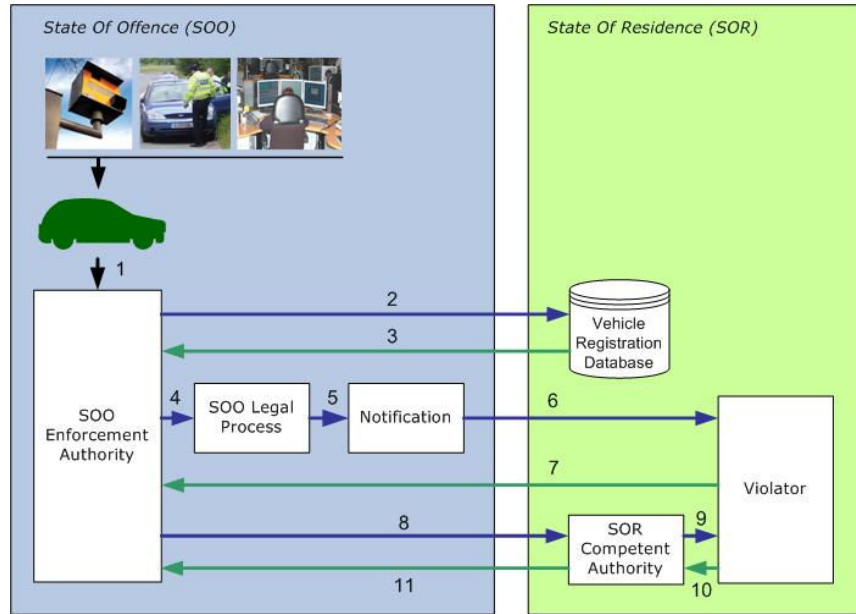 State Of Offence (SOO)
State Of Residence (SOR)
1
2
3
Vehicle
Registration
Database
4
SOO Legal
Process
5
Notification
6
SOO
Enforcement
Authority
7
Violator
8
SOR
Competent
Authority
9
10
11